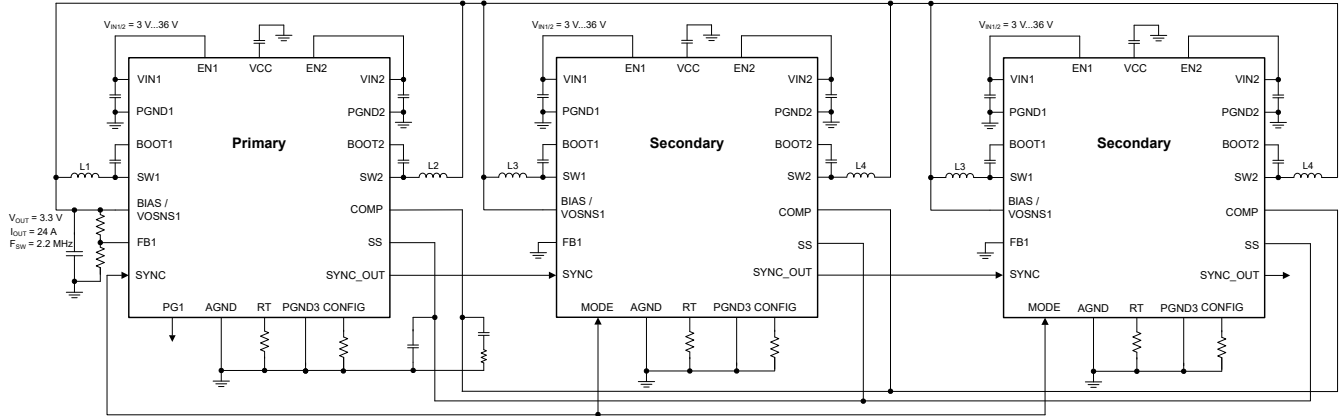 VIN1/2 = 3 V...36 V
EN1
VCC
EN2
VIN1
VIN2
PGND1
PGND2
BOOT1
Primary
BOOT2
L1
SW1
SW2
L2
BIAS /
VOSNS1
COMP
VOUT = 3.3 V
IOUT = 24 A
FSW = 2.2 MHz
FB1
SS
SYNC
SYNC_OUT
PG1
AGND
RT
PGND3
CONFIG
VIN1/2 = 3 V...36 V
EN1
VCC
EN2
VIN1
VIN2
PGND1
PGND2
BOOT1
Secondary
BOOT2
L3
SW1
SW2
L4
BIAS /
VOSNS1
COMP
FB1
SS
SYNC
SYNC_OUT
MODE
AGND
RT
PGND3
CONFIG
VIN1/2 = 3 V...36 V
EN1
VCC
EN2
VIN1
VIN2
PGND1
PGND2
BOOT1
Secondary
BOOT2
L3
SW1
SW2
L4
BIAS /
VOSNS1
COMP
FB1
SS
SYNC
SYNC_OUT
MODE
AGND
RT
PGND3
CONFIG